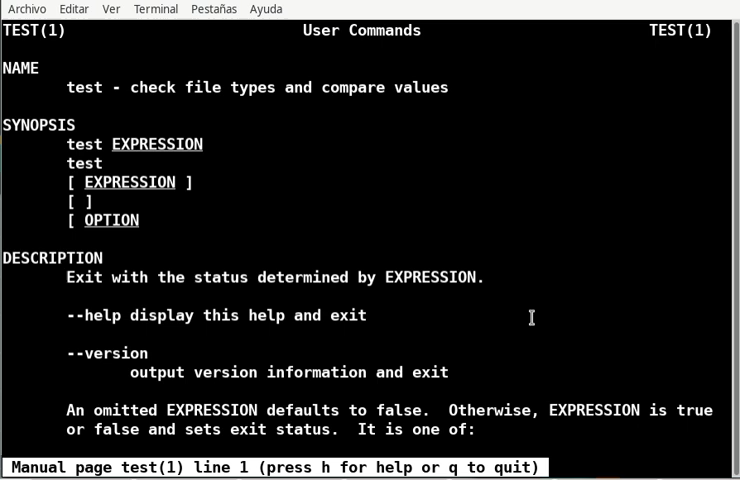 Archivo Editar Ver Terminal Pestañas Ayuda
TEST(1) User Commands TEST(1)
NAME
test - check file types and compare values
SYNOPSIS
test EXPRESSION
test
[ EXPRESSION ]
[ ]
[ OPTION
DESCRIPTION
Exit with the status determined by EXPRESSION.
--help display this help and exit
--version
output version information and exit
An omitted EXPRESSION defaults to false. Otherwise, EXPRESSION is true
or false and sets exit status. It is one of:
Manual page test(1) line 1 (press h for help or q to quit)